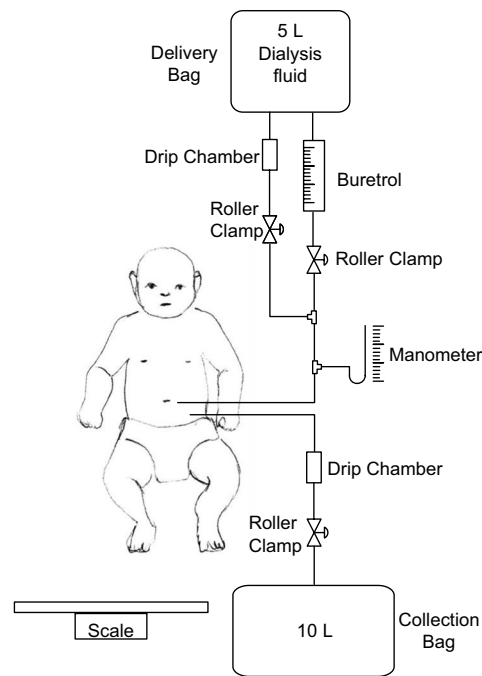 5 L
Dialysis
fluid
Delivery
Bag
Drip Chamber
Buretrol
Roller
Clamp
Roller Clamp
Manometer
Drip Chamber
Roller
Clamp
Scale
10 L
Collection
Bag